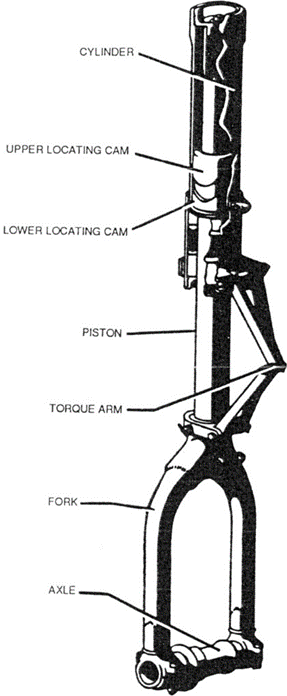 CYLINDER
UPPER LOCATING CAM
LOWER LOCATING CAM
PISTON
TORQUE ARM
FORK
AXLE